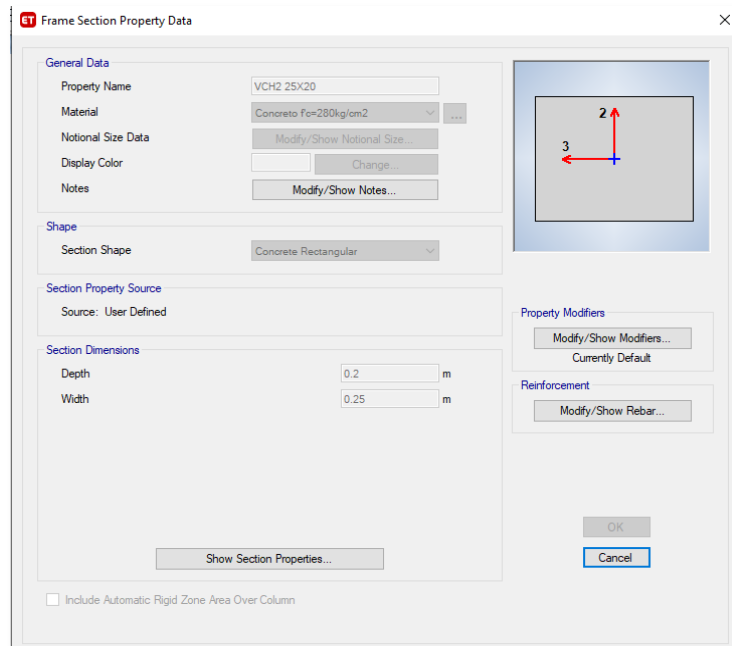 ET Frame Section Property Data
General Data
Property Name VCH2 25X20
Material Concreto f'c=280kg/cm2 ...
Notional Size Data Modify/Show Notional Size...
Display Color Change...
Notes Modify/Show Notes...
2
3
Shape
Section Shape Concrete Rectangular
Section Property Source
Source: User Defined
Property Modifiers
Modify/Show Modifiers...
Currently Default
Section Dimensions
Depth 0.2 m
Width 0.25 m
Reinforcement
Modify/Show Rebar...
Show Section Properties...
OK
Cancel
Include Automatic Rigid Zone Area Over Column